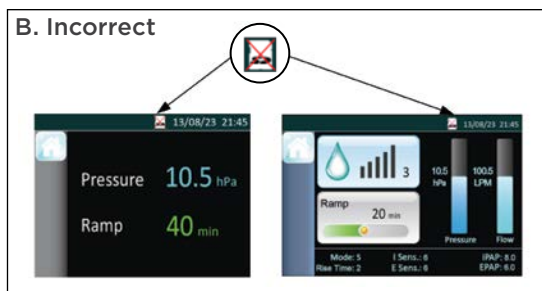 B. Incorrect
13/08/23 21:45
Pressure 10.5 hPa
Ramp 40 min
13/08/23 21:45
3
Ramp
20 min
10.5
hPa
100.5
LPM
Pressure Flow
Mode: S I Sens.: 6 IPAP: 8.0
Rise Time: 2 E Sens.: 6 EPAP: 6.0